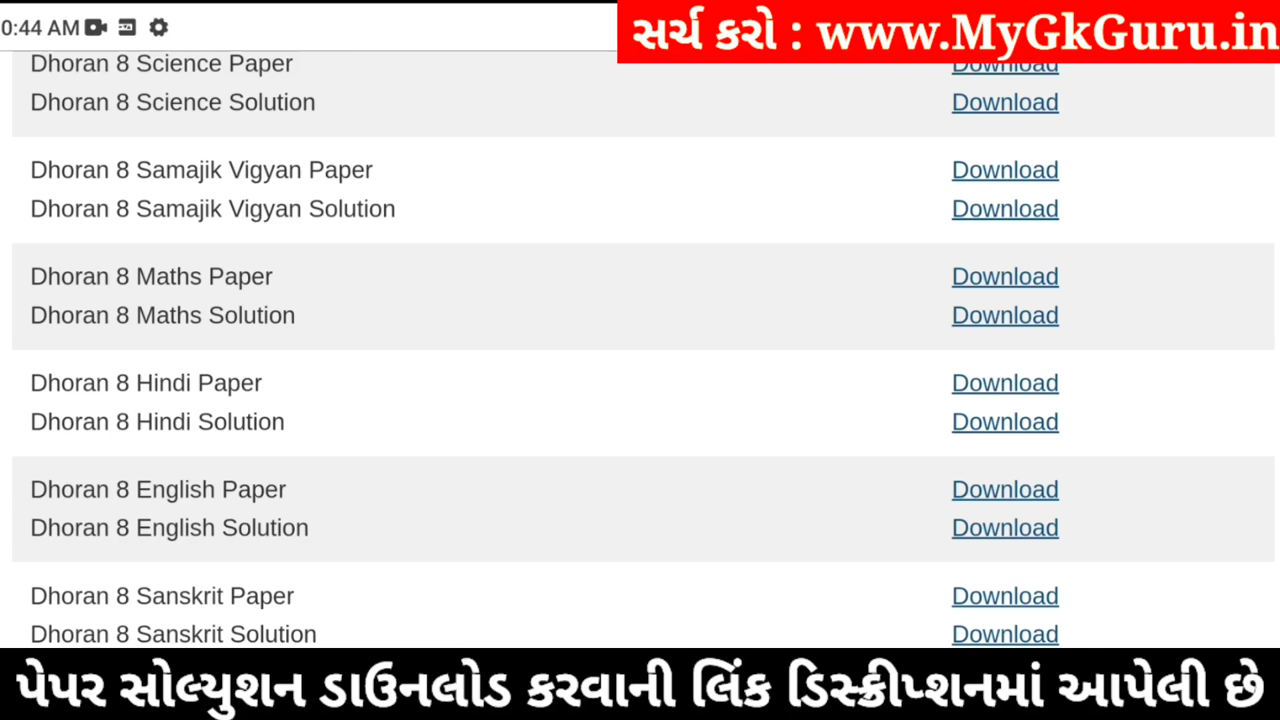 0:44 AM
સર્ચ કરો : www.MyGkGuru.in
Dhoran 8 Science Paper Download
Dhoran 8 Science Solution Download
Dhoran 8 Samajik Vigyan Paper Download
Dhoran 8 Samajik Vigyan Solution Download
Dhoran 8 Maths Paper Download
Dhoran 8 Maths Solution Download
Dhoran 8 Hindi Paper Download
Dhoran 8 Hindi Solution Download
Dhoran 8 English Paper Download
Dhoran 8 English Solution Download
Dhoran 8 Sanskrit Paper Download
Dhoran 8 Sanskrit Solution Download
પેપર સોલ્યુશન ડાઉનલોડ કરવાની લિંક ડિસ્ક્રીપ્શનમાં આપેલી છે